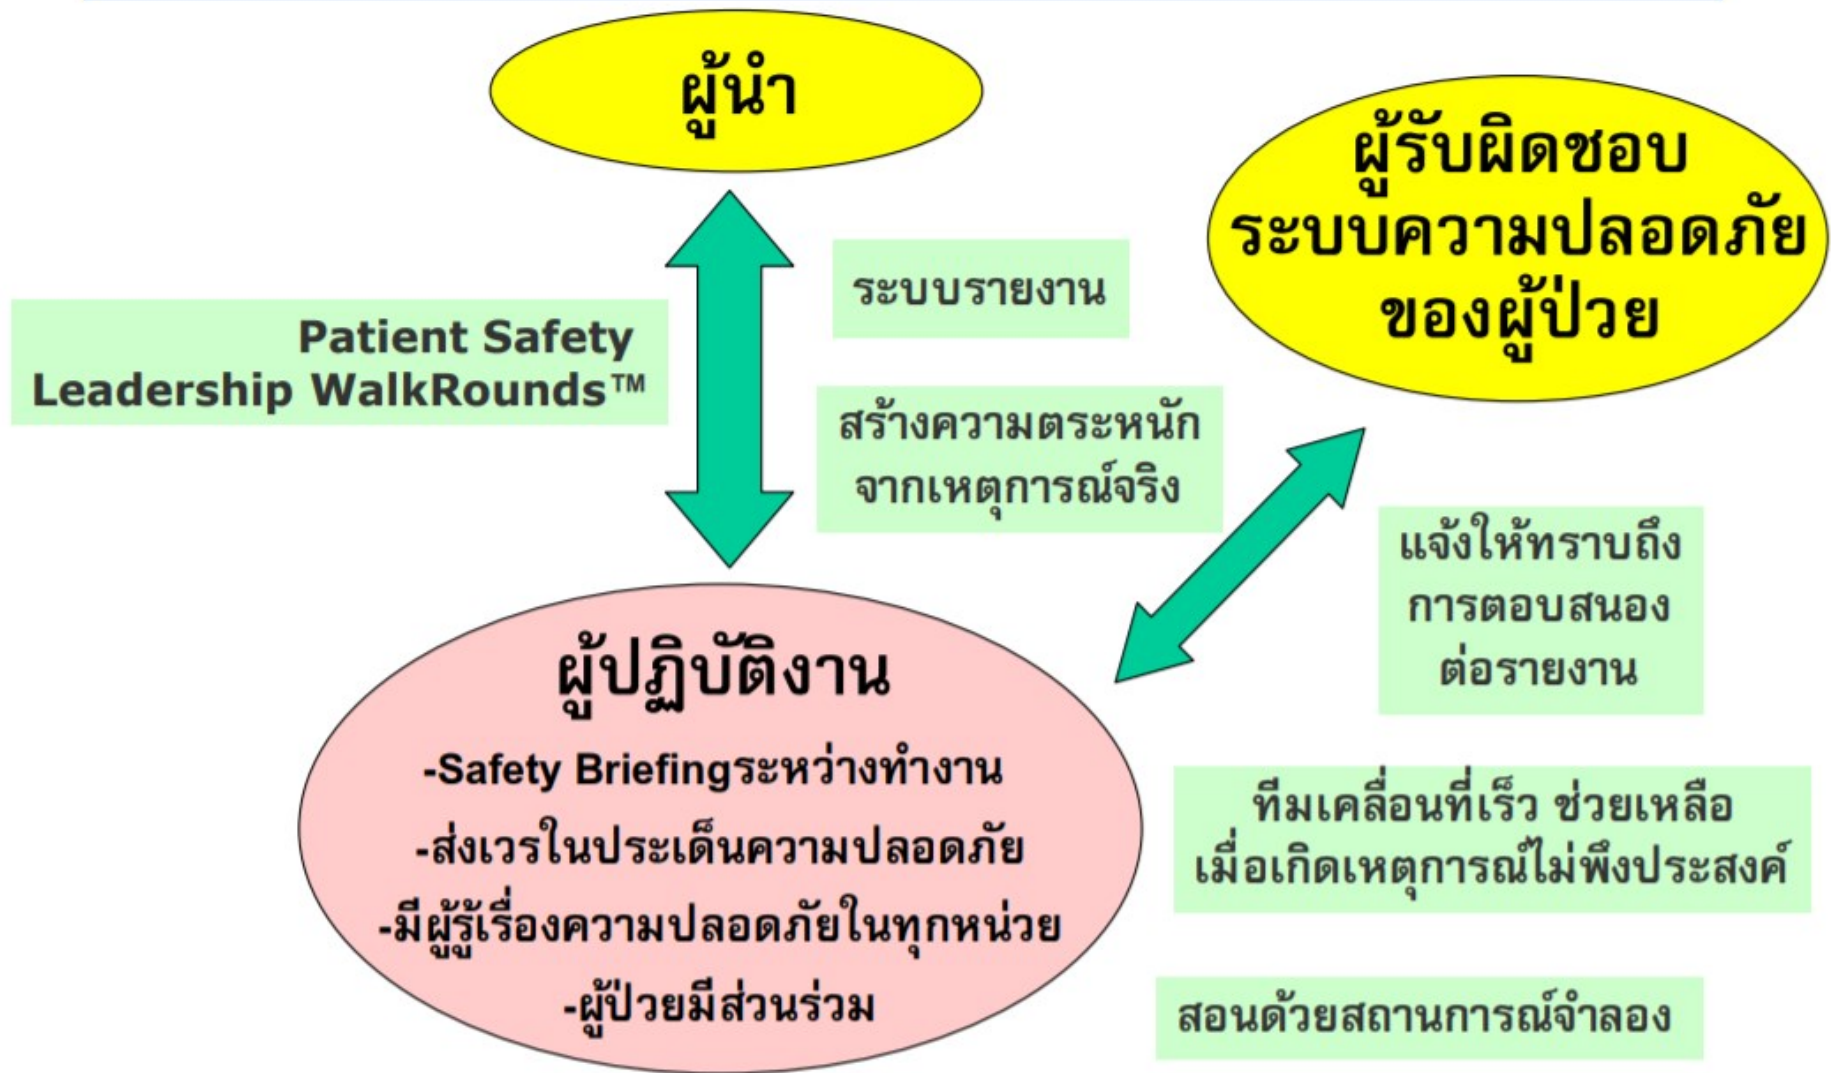 ผู้นำ
ผู้รับผิดชอบ
ระบบความปลอดภัย
ของผู้ป่วย
ระบบรายงาน
Patient Safety
Leadership WalkRounds™
สร้างความตระหนัก
จากเหตุการณ์จริง
แจ้งให้ทราบถึง
การตอบสนอง
ต่อรายงาน
ผู้ปฏิบัติงาน
-Safety Briefingระหว่างทำงาน
-ส่งเวรในประเด็นความปลอดภัย
-มีผู้รู้เรื่องความปลอดภัยในทุกหน่วย
-ผู้ป่วยมีส่วนร่วม
ทีมเคลื่อนที่เร็ว ช่วยเหลือ
เมื่อเกิดเหตุการณ์ไม่พึงประสงค์
สอนด้วยสถานการณ์จำลอง